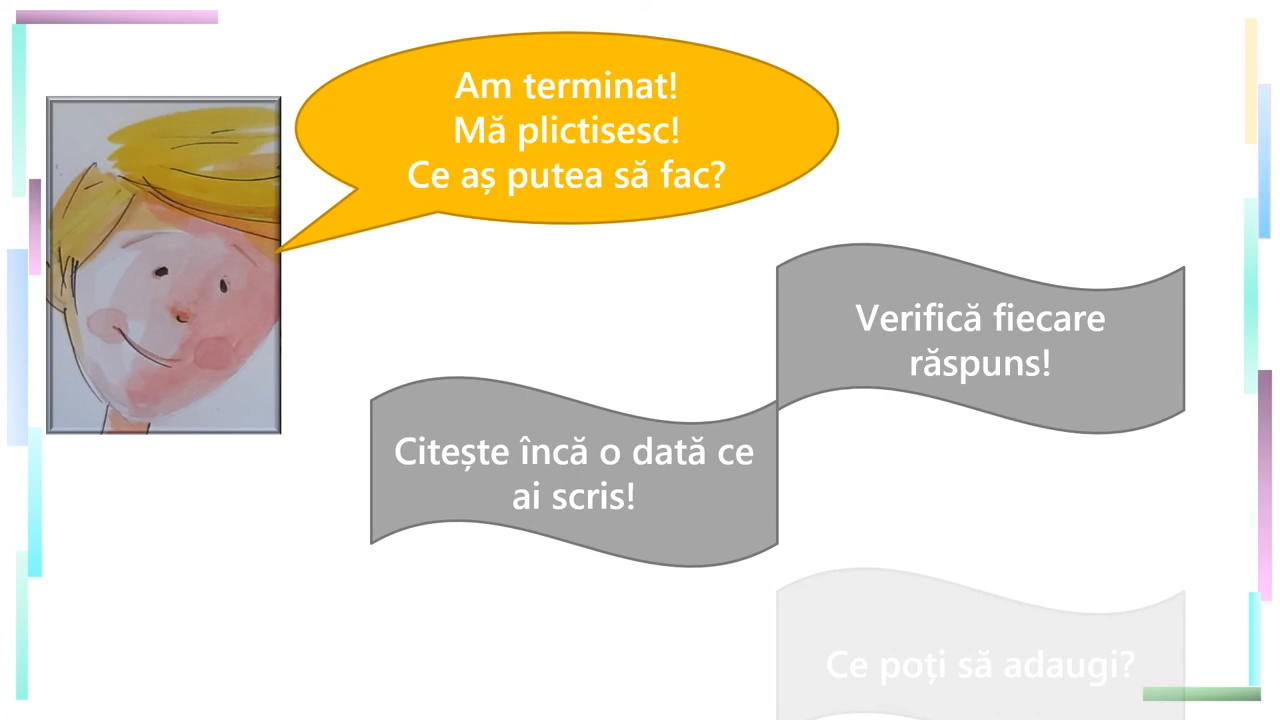 Am terminat!
Mă plictisesc!
Ce aș putea să fac?
Verifică fiecare
răspuns!
Citește încă o dată ce
ai scris!
Ce poți să adaugi?